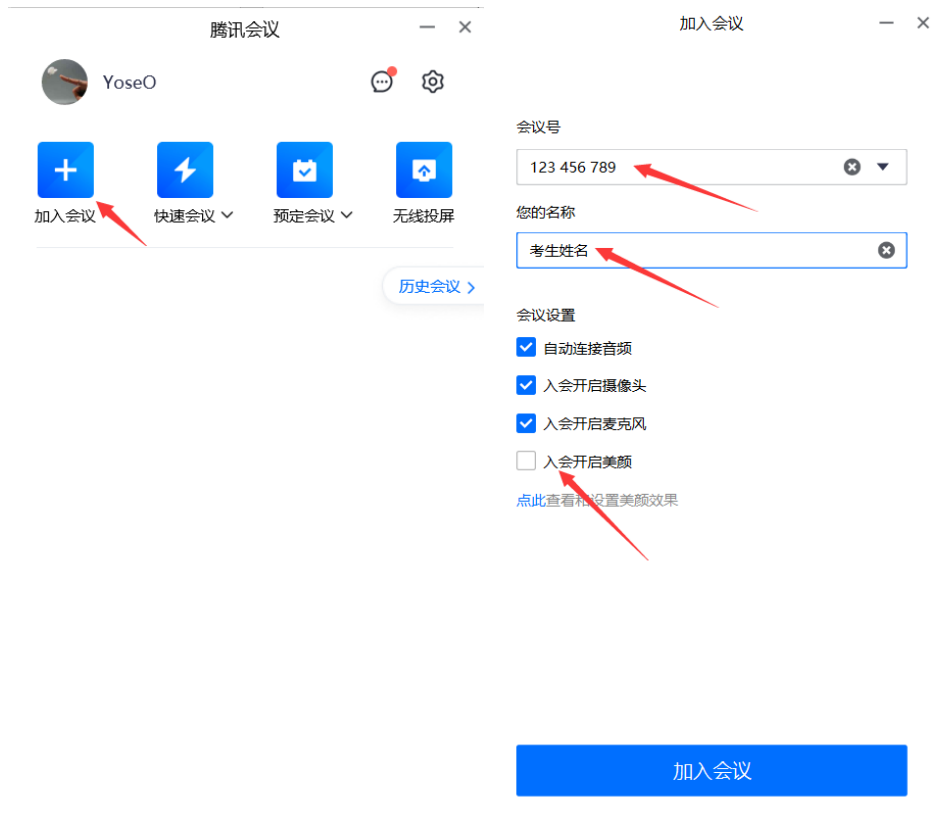 腾讯会议
YoseO
加入会议 快速会议 预定会议 无线投屏
历史会议
加入会议
会议号
123 456 789
您的名称
考生姓名
会议设置
自动连接音频
入会开启摄像头
入会开启麦克风
入会开启美颜
点此查看和设置美颜效果
加入会议